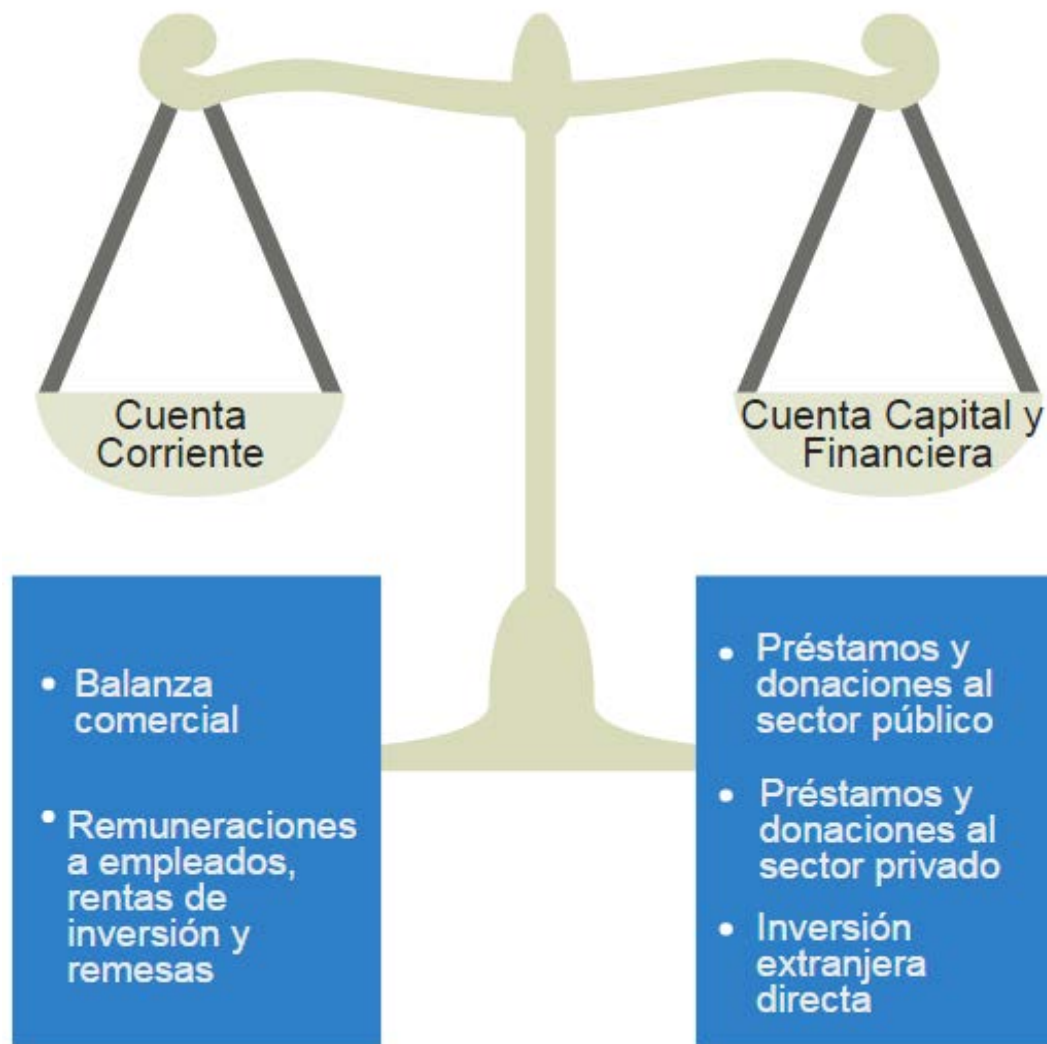 Cuenta
Corriente
Cuenta Capital y
Financiera
• Balanza
comercial
• Remuneraciones
a empleados,
rentas de
inversión y
remesas
• Préstamos y
donaciones al
sector público
• Préstamos y
donaciones al
sector privado
• Inversión
extranjera
directa